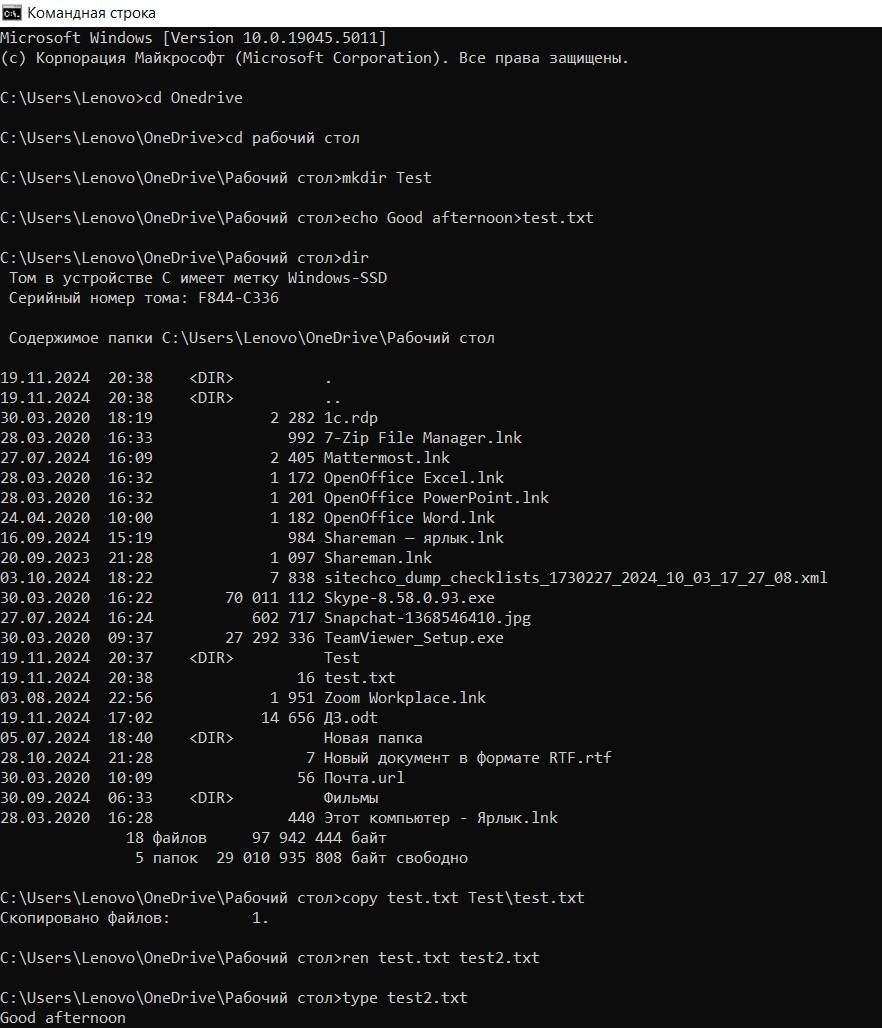 Командная строка
Microsoft Windows [Version 10.0.19045.5011]
(c) Корпорация Майкрософт (Microsoft Corporation). Все права защищены.
C:\Users\Lenovo>cd Onedrive
C:\Users\Lenovo\OneDrive>cd рабочий стол
C:\Users\Lenovo\OneDrive\Рабочий стол>mkdir Test
C:\Users\Lenovo\OneDrive\Рабочий стол>echo Good afternoon>test.txt
C:\Users\Lenovo\OneDrive\Рабочий стол>dir
Том в устройстве C имеет метку Windows-SSD
Серийный номер тома: F844-C336
Содержимое папки C:\Users\Lenovo\OneDrive\Рабочий стол
19.11.2024  20:38    <DIR>          .
19.11.2024  20:38    <DIR>          ..
30.03.2020  18:19             2 282 1c.rdp
28.03.2020  16:33               992 7-Zip File Manager.lnk
27.07.2024  16:09             2 405 Mattermost.lnk
28.03.2020  16:32             1 172 OpenOffice Excel.lnk
28.03.2020  16:32             1 201 OpenOffice PowerPoint.lnk
24.04.2020  10:00             1 182 OpenOffice Word.lnk
16.09.2024  15:19               984 Shareman — ярлык.lnk
20.09.2023  21:28             1 097 Shareman.lnk
03.10.2024  18:22             7 838 sitechco_dump_checklists_1730227_2024_10_03_17_27_08.xml
30.03.2020  16:22        70 011 112 Skype-8.58.0.93.exe
27.07.2024  16:24           602 717 Snapchat-1368546410.jpg
30.03.2020  09:37        27 292 336 TeamViewer_Setup.exe
19.11.2024  20:37    <DIR>          Test
19.11.2024  20:38                16 test.txt
03.08.2024  22:56             1 951 Zoom Workplace.lnk
19.11.2024  17:02            14 656 ДЗ.odt
05.07.2024  18:40    <DIR>          Новая папка
28.10.2024  21:28                 7 Новый документ в формате RTF.rtf
30.03.2020  10:09                56 Почта.url
30.09.2024  06:33    <DIR>          Фильмы
28.03.2020  16:28               440 Этот компьютер - Ярлык.lnk
18 файлов     97 942 444 байт
5 папок  29 010 935 808 байт свободно
C:\Users\Lenovo\OneDrive\Рабочий стол>copy test.txt Test\test.txt
Скопировано файлов:         1.
C:\Users\Lenovo\OneDrive\Рабочий стол>ren test.txt test2.txt
C:\Users\Lenovo\OneDrive\Рабочий стол>type test2.txt
Good afternoon